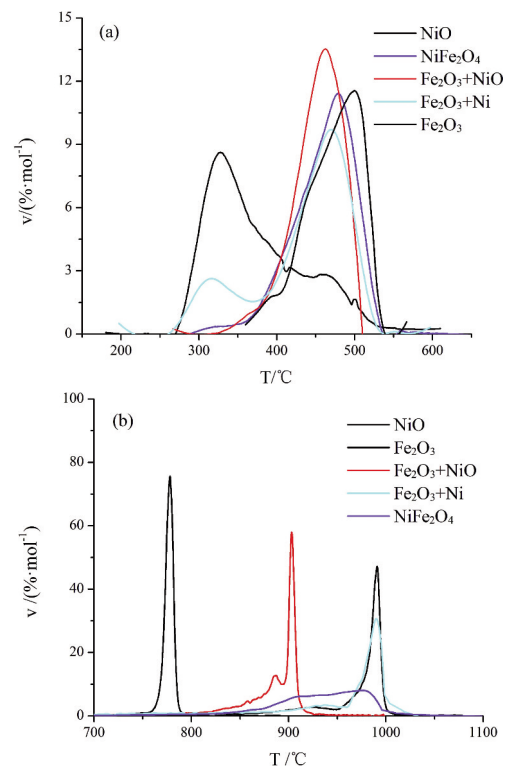 (a)
NiO
NiFe₂O₄
Fe₂O₃+NiO
Fe₂O₃+Ni
Fe₂O₃
15
12
9
6
3
0
v/(%·mol⁻¹)
200 300 400 500 600
T/℃
(b)
NiO
Fe₂O₃
Fe₂O₃+NiO
Fe₂O₃+Ni
NiFe₂O₄
100
80
60
40
20
0
v /(%·mol⁻¹)
700 800 900 1000 1100
T /℃